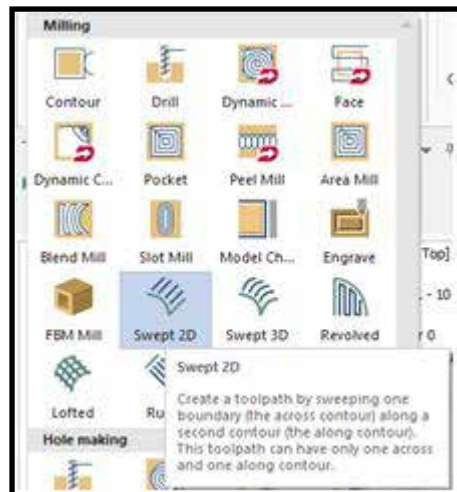 Milling
Contour Drill Dynamic ... Face
Dynamic C... Pocket Peel Mill Area Mill
Blend Mill Slot Mill Model Ch... Engrave
Top]
- 10
FBM Mill Swept 2D Swept 3D Revolved
0
Swept 2D
Create a toolpath by sweeping one
boundary (the across contour) along a
second contour (the along contour).
This toolpath can have only one across
and one along contour.
Lofted Ru
Hole making